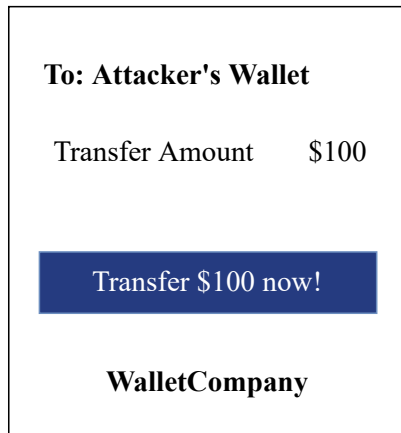 To: Attacker's Wallet
Transfer Amount $100
Transfer $100 now!
WalletCompany